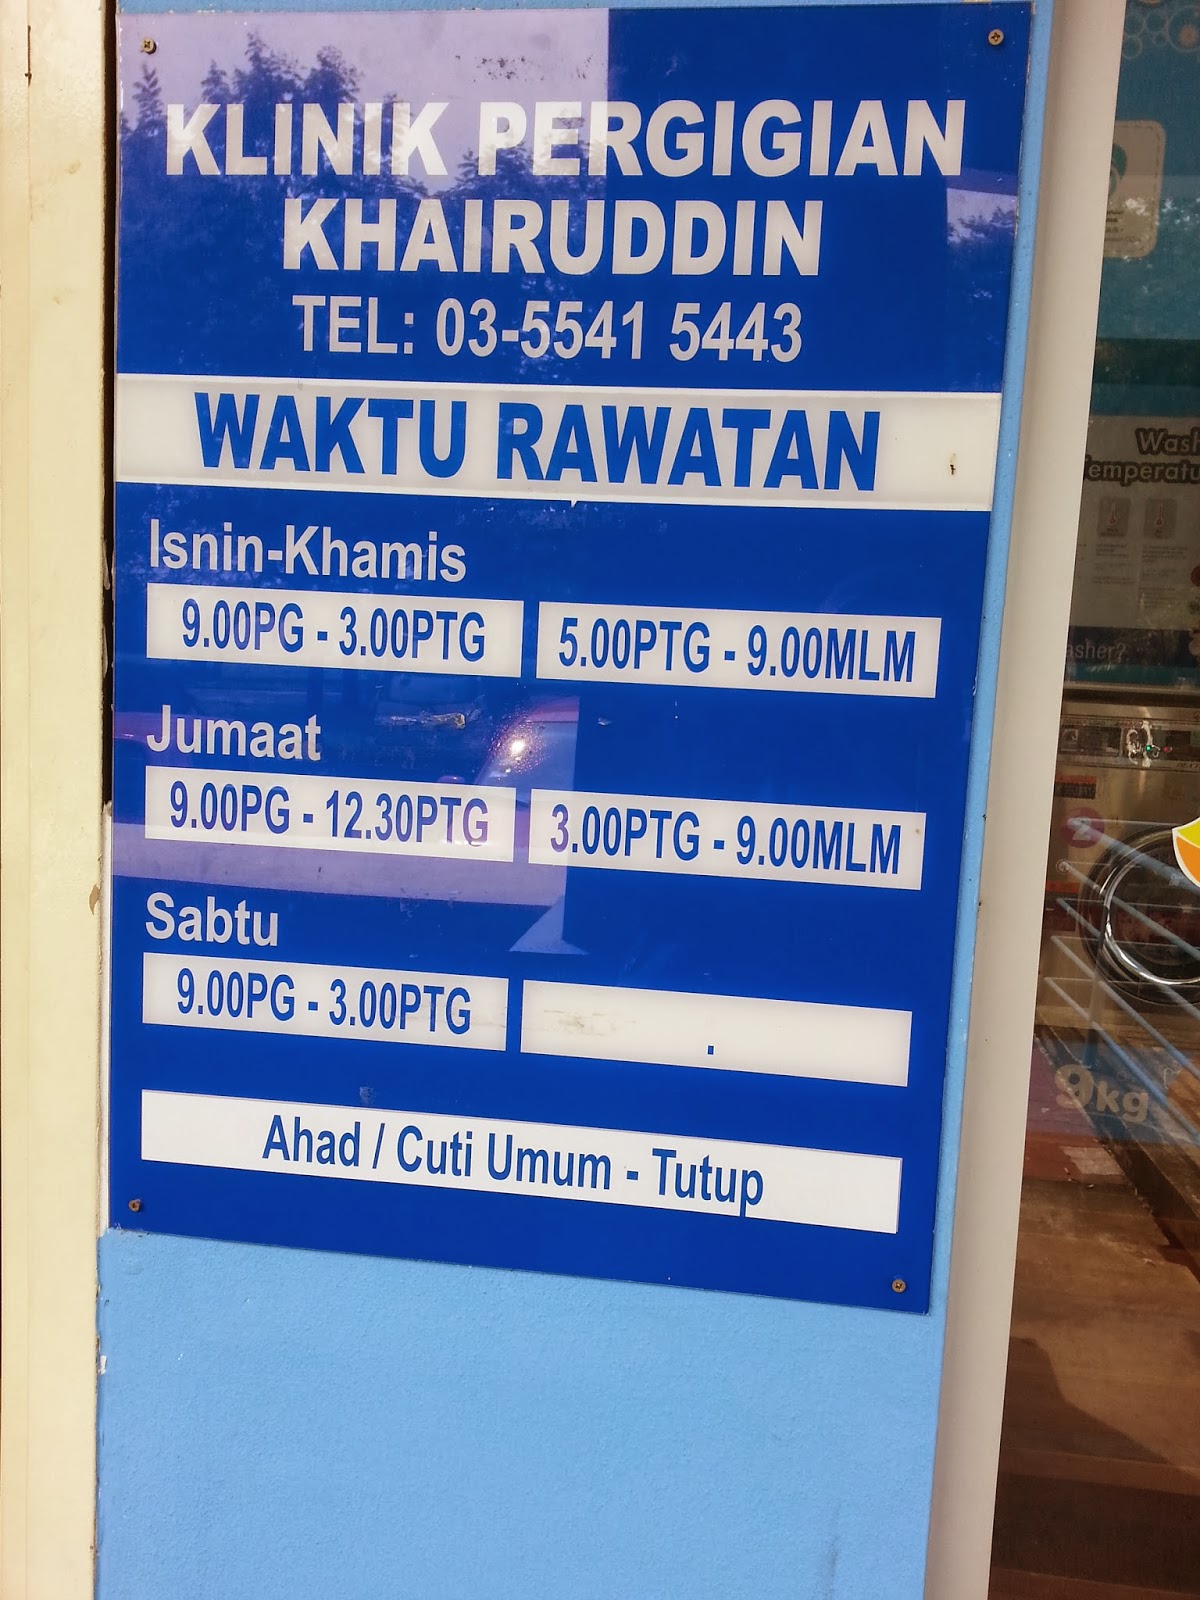 KLINIK PERGIGIAN
KHAIRUDDIN
TEL: 03-5541 5443
WAKTU RAWATAN
Isnin-Khamis
9.00PG - 3.00PTG 5.00PTG - 9.00MLM
Jumaat
9.00PG - 12.30PTG 3.00PTG - 9.00MLM
Sabtu
9.00PG - 3.00PTG .
Ahad / Cuti Umum - Tutup
9kg